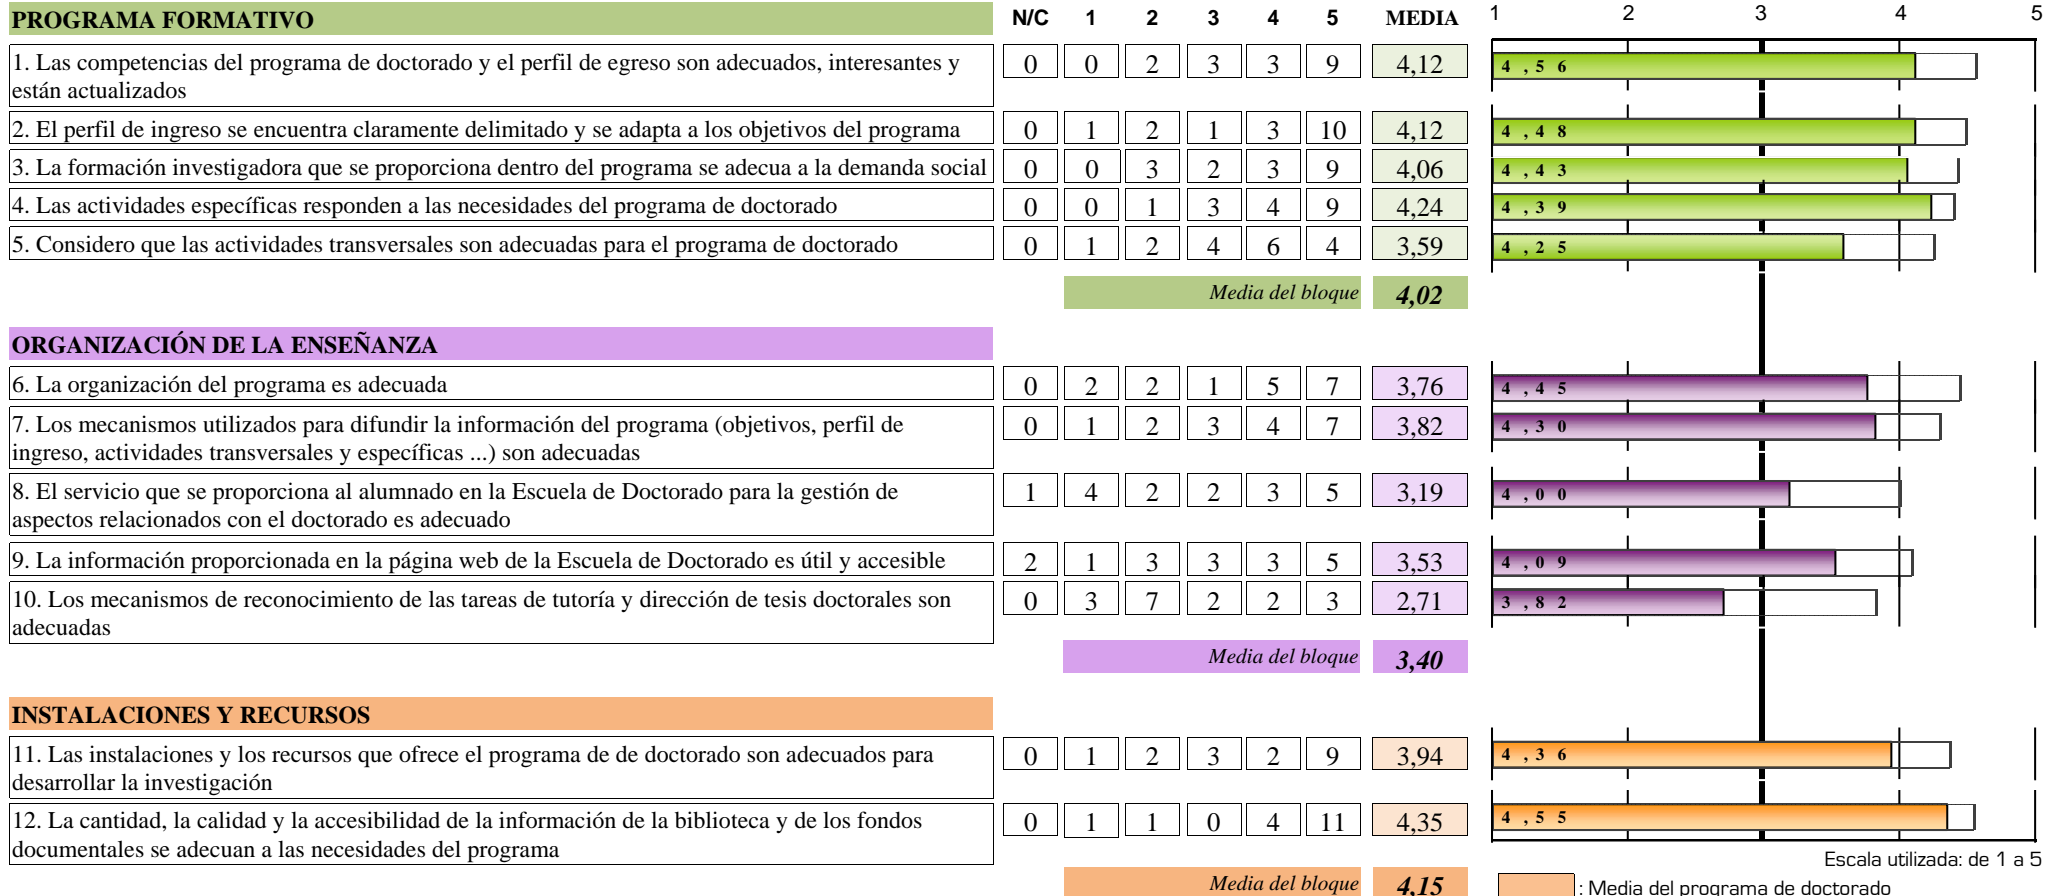 PROGRAMA FORMATIVO N/C 1 2 3 4 5 MEDIA 1 2 3 4 5
1. Las competencias del programa de doctorado y el perfil de egreso son adecuados, interesantes y 0 0 2 3 3 9 4,12 4,56
están actualizados
2. El perfil de ingreso se encuentra claramente delimitado y se adapta a los objetivos del programa 0 1 2 1 3 10 4,12 4,48
3. La formación investigadora que se proporciona dentro del programa se adecua a la demanda social 0 0 3 2 3 9 4,06 4,43
4. Las actividades específicas responden a las necesidades del programa de doctorado 0 0 1 3 4 9 4,24 4,39
5. Considero que las actividades transversales son adecuadas para el programa de doctorado 0 1 2 4 6 4 3,59 4,25
Media del bloque 4,02
ORGANIZACIÓN DE LA ENSEÑANZA
6. La organización del programa es adecuada 0 2 2 1 5 7 3,76 4,45
7. Los mecanismos utilizados para difundir la información del programa (objetivos, perfil de 0 1 2 3 4 7 3,82 4,30
ingreso, actividades transversales y específicas ...) son adecuadas
8. El servicio que se proporciona al alumnado en la Escuela de Doctorado para la gestión de 1 4 2 2 3 5 3,19 4,00
aspectos relacionados con el doctorado es adecuado
9. La información proporcionada en la página web de la Escuela de Doctorado es útil y accesible 2 1 3 3 3 5 3,53 4,09
10. Los mecanismos de reconocimiento de las tareas de tutoría y dirección de tesis doctorales son 0 3 7 2 2 3 2,71 3,82
adecuadas
Media del bloque 3,40
INSTALACIONES Y RECURSOS
11. Las instalaciones y los recursos que ofrece el programa de de doctorado son adecuados para 0 1 2 3 2 9 3,94 4,36
desarrollar la investigación
12. La cantidad, la calidad y la accesibilidad de la información de la biblioteca y de los fondos 0 1 1 0 4 11 4,35 4,55
documentales se adecuan a las necesidades del programa
Escala utilizada: de 1 a 5
Media del bloque 4,15 : Media del programa de doctorado